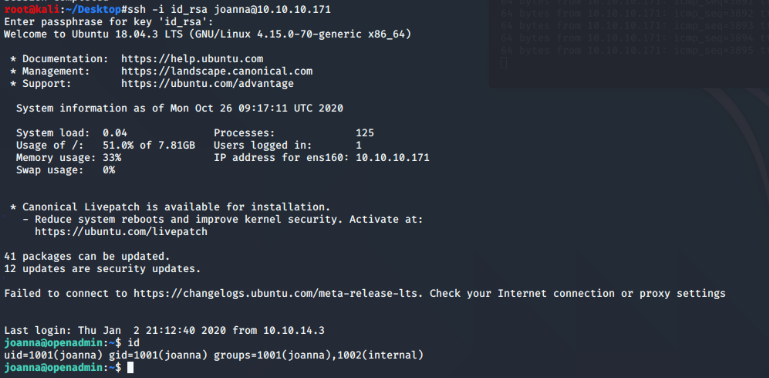 root@kali:~/Desktop#ssh -i id_rsa joanna@10.10.10.171
Enter passphrase for key 'id_rsa':
Welcome to Ubuntu 18.04.3 LTS (GNU/Linux 4.15.0-70-generic x86_64)
* Documentation:  https://help.ubuntu.com
* Management:     https://landscape.canonical.com
* Support:        https://ubuntu.com/advantage
System information as of Mon Oct 26 09:17:11 UTC 2020
System load:  0.04               Processes:             125
Usage of /:   51.0% of 7.81GB   Users logged in:       1
Memory usage: 33%                IP address for ens160: 10.10.10.171
Swap usage:   0%
* Canonical Livepatch is available for installation.
- Reduce system reboots and improve kernel security. Activate at:
https://ubuntu.com/livepatch
41 packages can be updated.
12 updates are security updates.
Failed to connect to https://changelogs.ubuntu.com/meta-release-lts. Check your Internet connection or proxy settings
Last login: Thu Jan  2 21:12:40 2020 from 10.10.14.3
joanna@openadmin:~$ id
uid=1001(joanna) gid=1001(joanna) groups=1001(joanna),1002(internal)
joanna@openadmin:~$